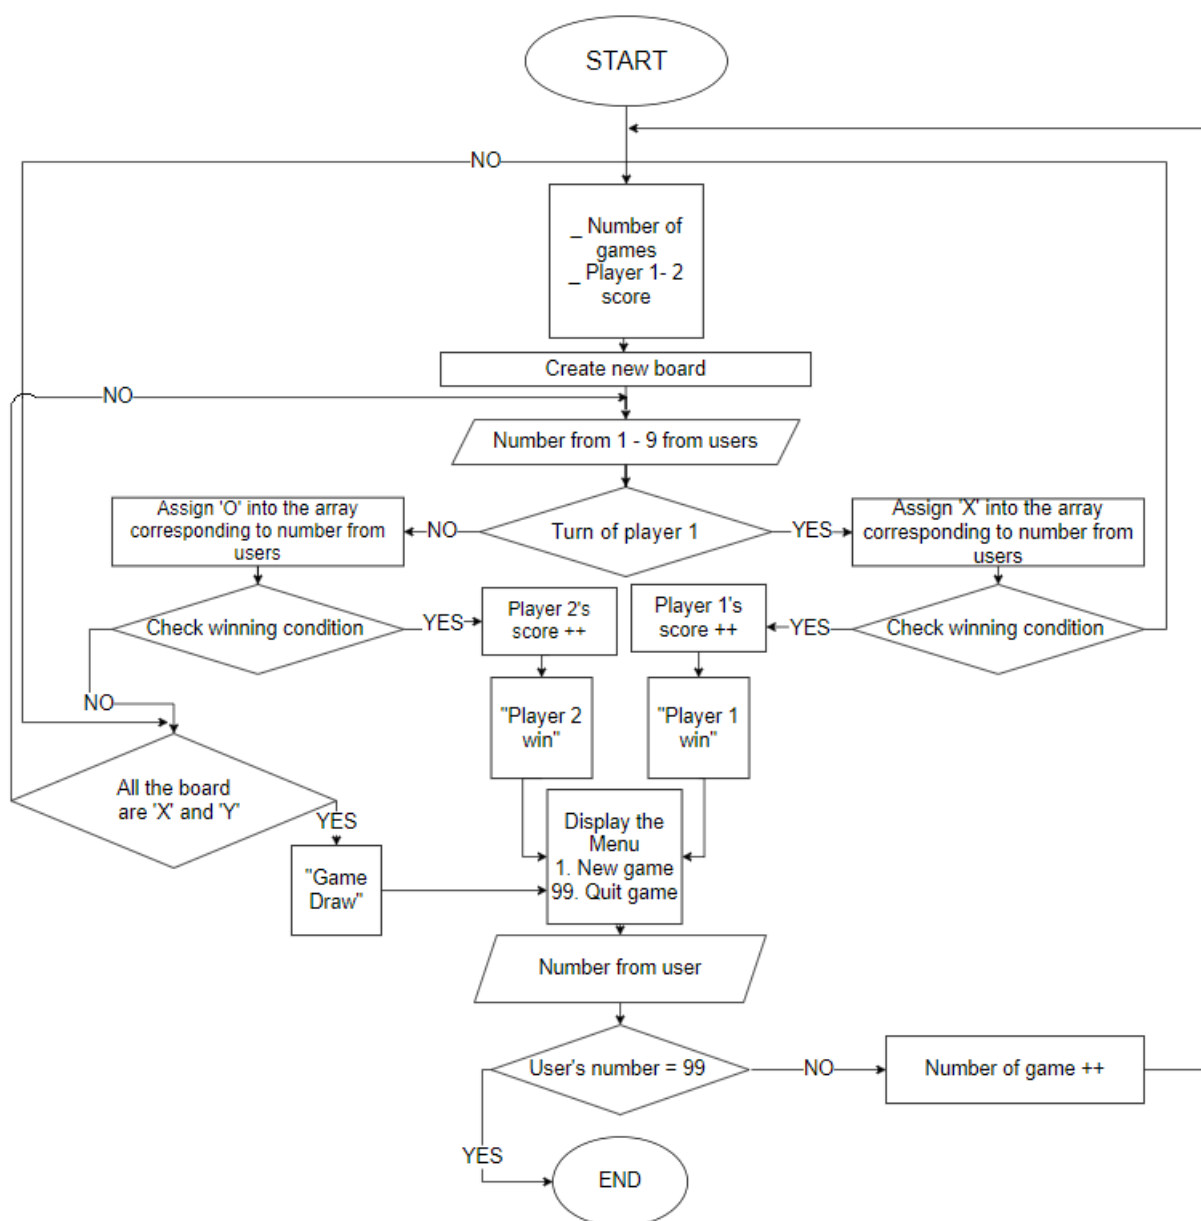 START
NO
_ Number of
games
_ Player 1- 2
score
Create new board
NO
Number from 1 - 9 from users
Assign 'O' into the array
corresponding to number from
users
NO
Turn of player 1
YES
Assign 'X' into the array
corresponding to number from
users
Check winning condition
YES
Player 2's
score ++
Player 1's
score ++
YES
Check winning condition
NO
"Player 2
win"
"Player 1
win"
All the board
are 'X' and 'Y'
YES
"Game
Draw"
Display the
Menu
1. New game
99. Quit game
Number from user
User's number = 99
NO
Number of game ++
YES
END